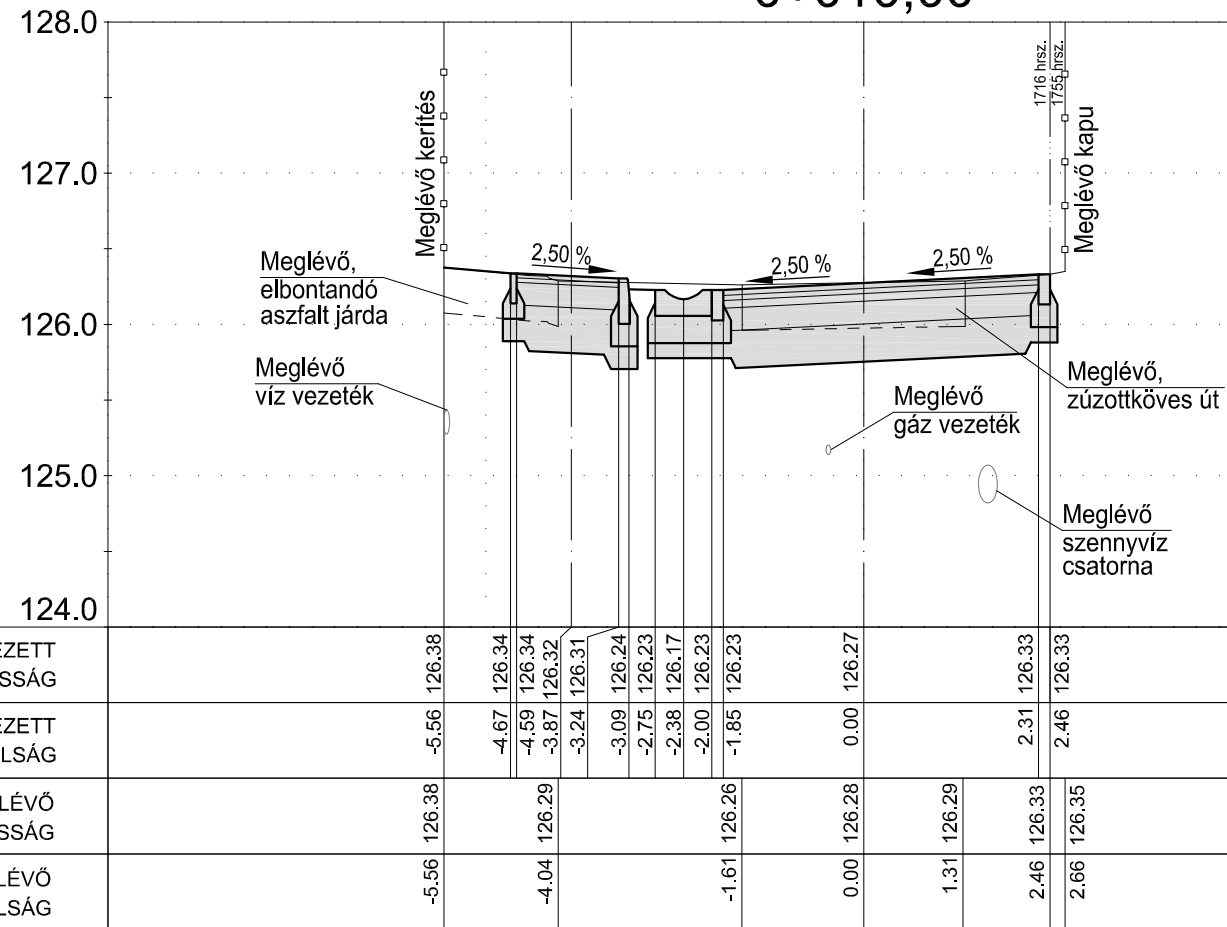 128.0
127.0
126.0
125.0
124.0
Meglévő kerítés
1716 hrsz.
1755 hrsz.
Meglévő kapu
2,50 %
2,50 %
2,50 %
Meglévő,
elbontandó
aszfalt járda
Meglévő
víz vezeték
Meglévő
gáz vezeték
Meglévő,
zúzottköves út
Meglévő
szennyvíz
csatorna
EZETT
SSÁG
126.38 126.34 126.34 126.32 126.31 126.24 126.23 126.17 126.23 126.23 126.27 126.33 126.33
EZETT
LSÁG
-5.56 -4.67 -4.59 -3.87 -3.24 -3.09 -2.75 -2.38 -2.00 -1.85 0.00 2.31 2.46
LÉVŐ
SSÁG
126.38 126.29 126.26 126.28 126.29 126.33 126.35
LÉVŐ
LSÁG
-5.56 -4.04 -1.61 0.00 1.31 2.46 2.66